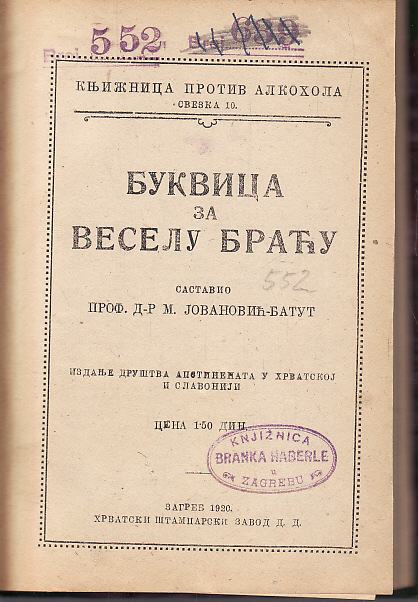 552
КЊИЖНИЦА ПРОТИВ АЛКОХОЛА
СВЕЗКА 10.
БУКВИЦА
ЗА
ВЕСЕЛУ БРАЋУ
552
САСТАВИО
ПРОФ. Д-Р М. ЈОВАНОВИЋ-БАТУТ
ИЗДАЊЕ ДРУШТВА АПСТИНЕНАТА У ХРВАТСКОЈ
И СЛАВОНИЈИ
ЦЕНА 1·50 ДИН.
KNJIŽNICA
BRANKA HABERLE
u
ZAGREBU
ЗАГРЕБ 1920.
ХРВАТСКИ ШТАМПАРСКИ ЗАВОД Д. Д.